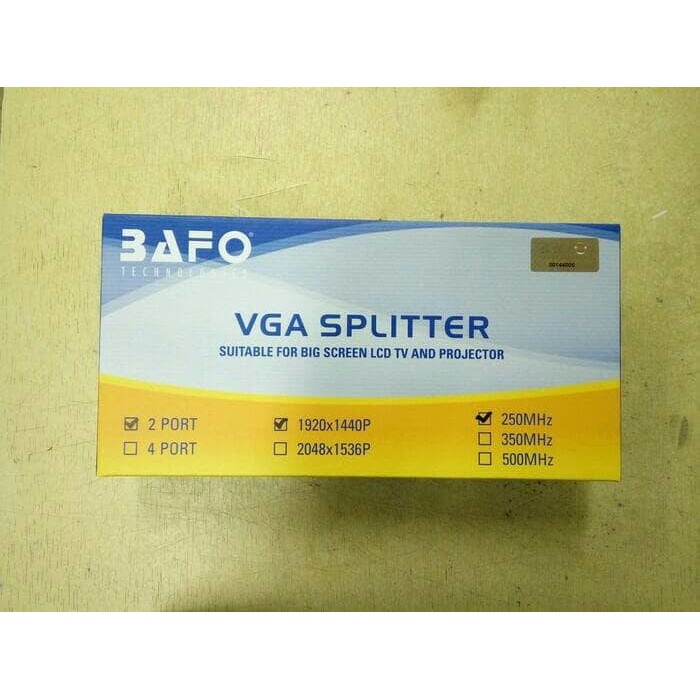 BAFO®
TECHNOLOGIES
VGA SPLITTER
SUITABLE FOR BIG SCREEN LCD TV AND PROJECTOR
☑ 2 PORT
☐ 4 PORT
☑ 1920x1440P
☐ 2048x1536P
☑ 250MHz
☐ 350MHz
☐ 500MHz